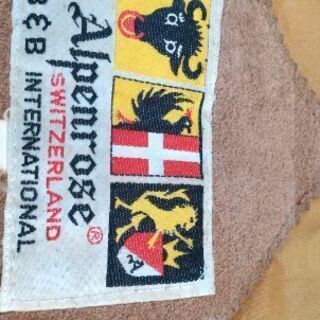 Alpenrose®
SWITZERLAND
B & B
INTERNATIONAL